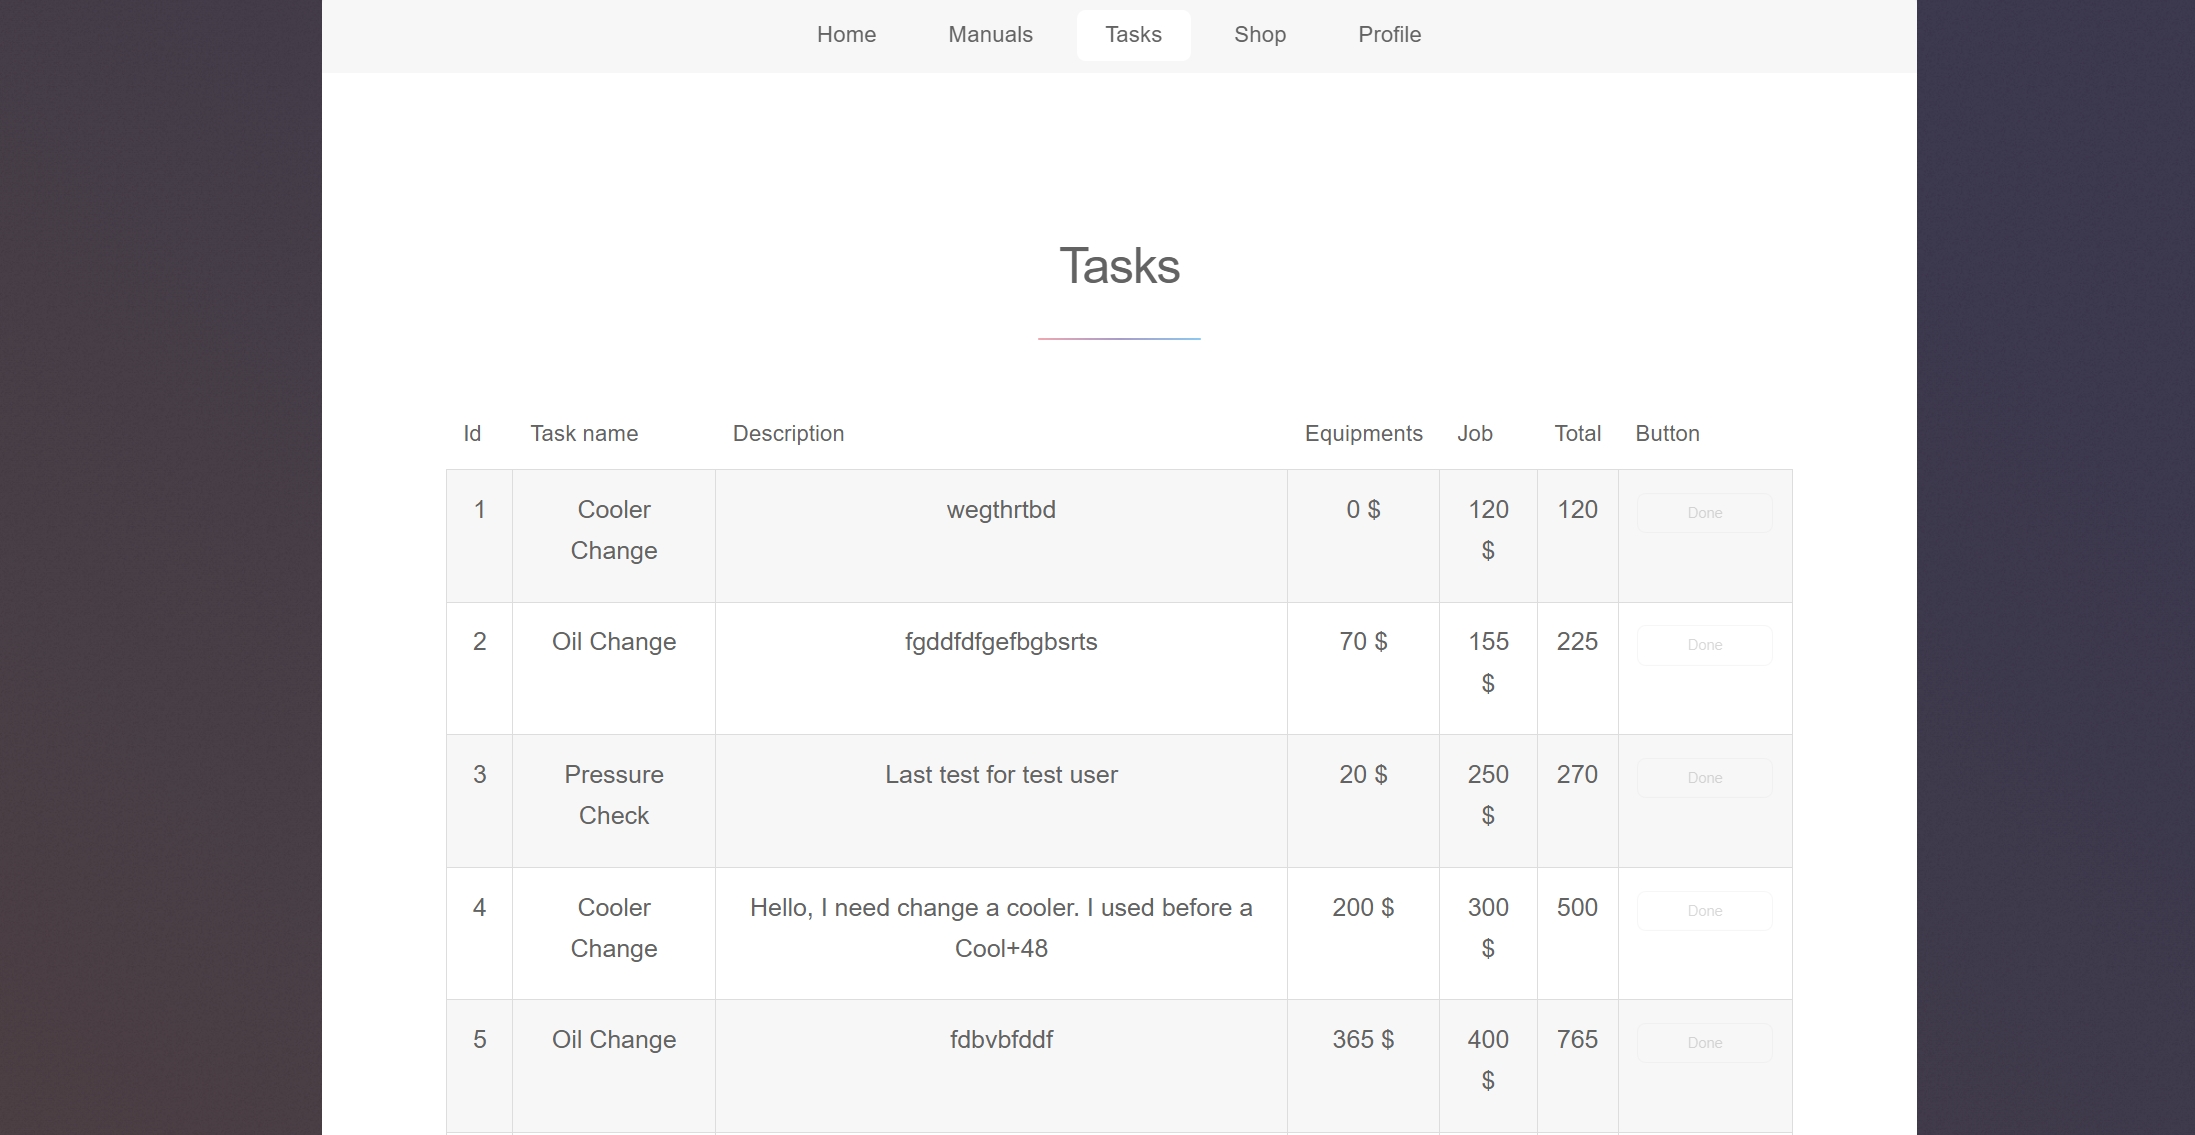 Home Manuals Tasks Shop Profile
Tasks
Id Task name Description Equipments Job Total Button
1 Cooler wegthrtbd 0 $ 120 120 Done
Change $
2 Oil Change fgddfdfgefbgbsrts 70 $ 155 225 Done
$
3 Pressure Last test for test user 20 $ 250 270 Done
Check $
4 Cooler Hello, I need change a cooler. I used before a 200 $ 300 500 Done
Change Cool+48 $
5 Oil Change fdbvbfddf 365 $ 400 765 Done
$